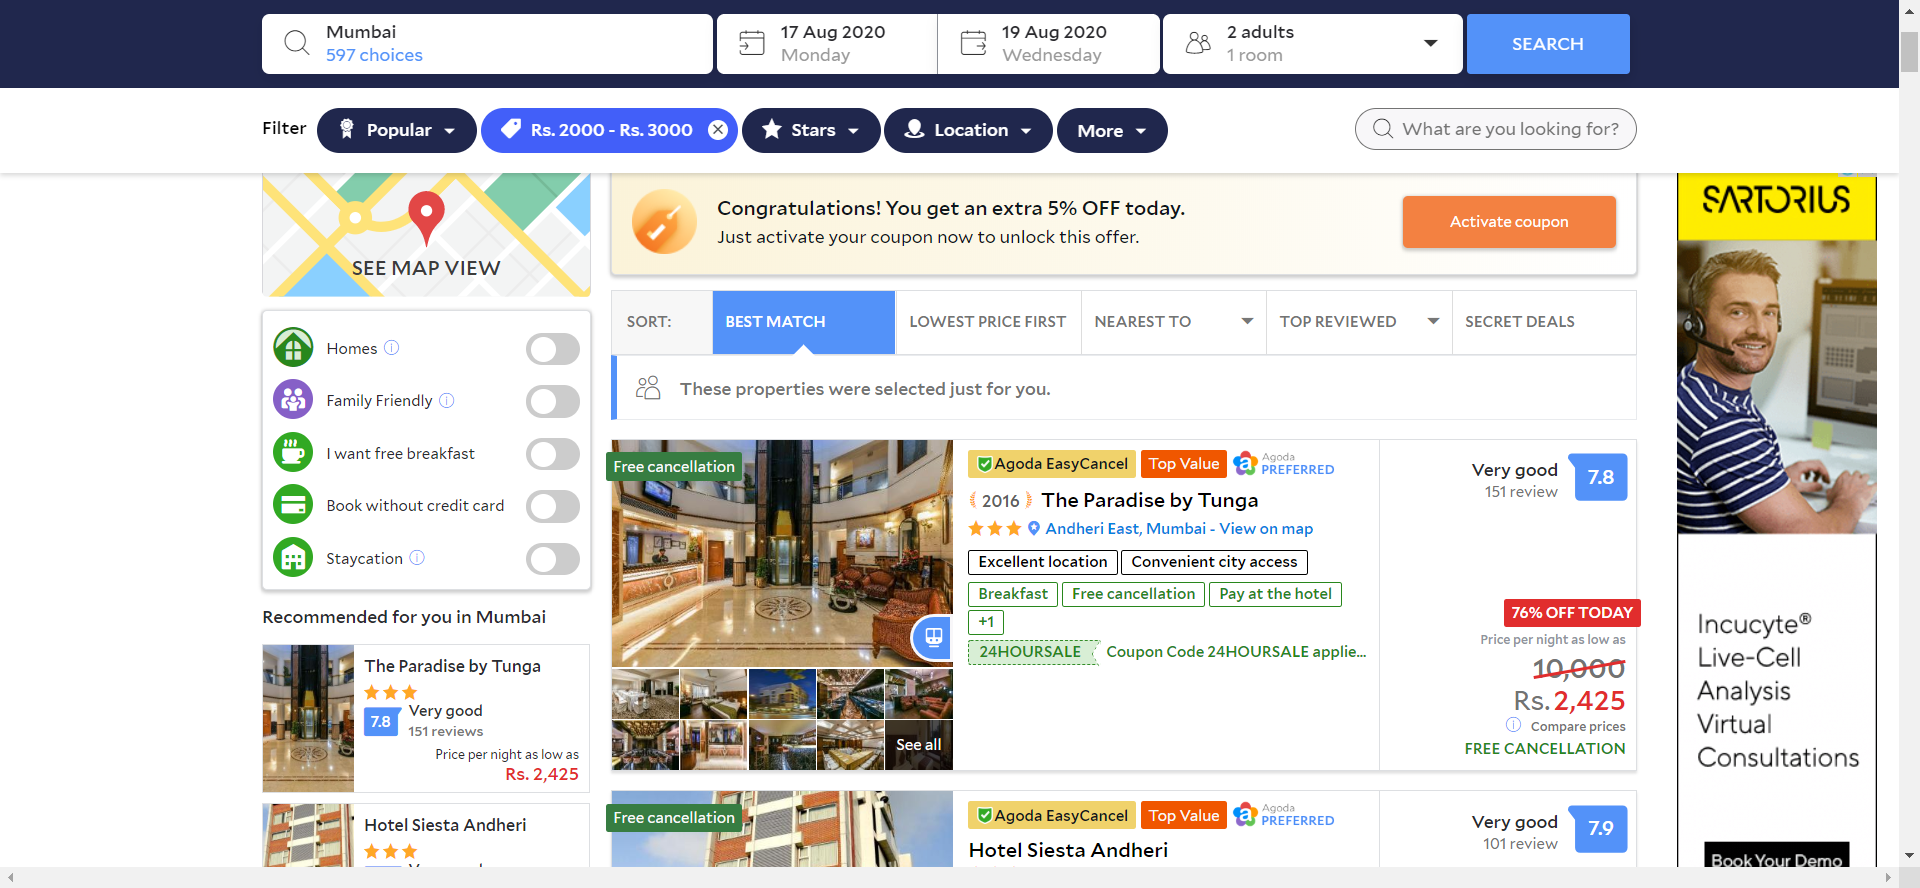 Mumbai
597 choices
17 Aug 2020
Monday
19 Aug 2020
Wednesday
2 adults
1 room
SEARCH
Filter
Popular
Rs. 2000 - Rs. 3000
Stars
Location
More
What are you looking for?
SEE MAP VIEW
Congratulations! You get an extra 5% OFF today.
Just activate your coupon now to unlock this offer.
Activate coupon
SORT:
BEST MATCH
LOWEST PRICE FIRST
NEAREST TO
TOP REVIEWED
SECRET DEALS
These properties were selected just for you.
Homes
Family Friendly
I want free breakfast
Book without credit card
Staycation
Recommended for you in Mumbai
The Paradise by Tunga
7.8
Very good
151 reviews
Price per night as low as
Rs. 2,425
Hotel Siesta Andheri
Free cancellation
See all
Agoda EasyCancel
Top Value
Agoda
PREFERRED
2016
The Paradise by Tunga
Andheri East, Mumbai - View on map
Excellent location
Convenient city access
Breakfast
Free cancellation
Pay at the hotel
+1
24HOURSALE
Coupon Code 24HOURSALE applie...
Very good
151 review
7.8
76% OFF TODAY
Price per night as low as
10,000
Rs. 2,425
Compare prices
FREE CANCELLATION
Free cancellation
Agoda EasyCancel
Top Value
Agoda
PREFERRED
Hotel Siesta Andheri
Very good
101 review
7.9
SARTORIUS
Incucyte®
Live-Cell
Analysis
Virtual
Consultations
Book Your Demo